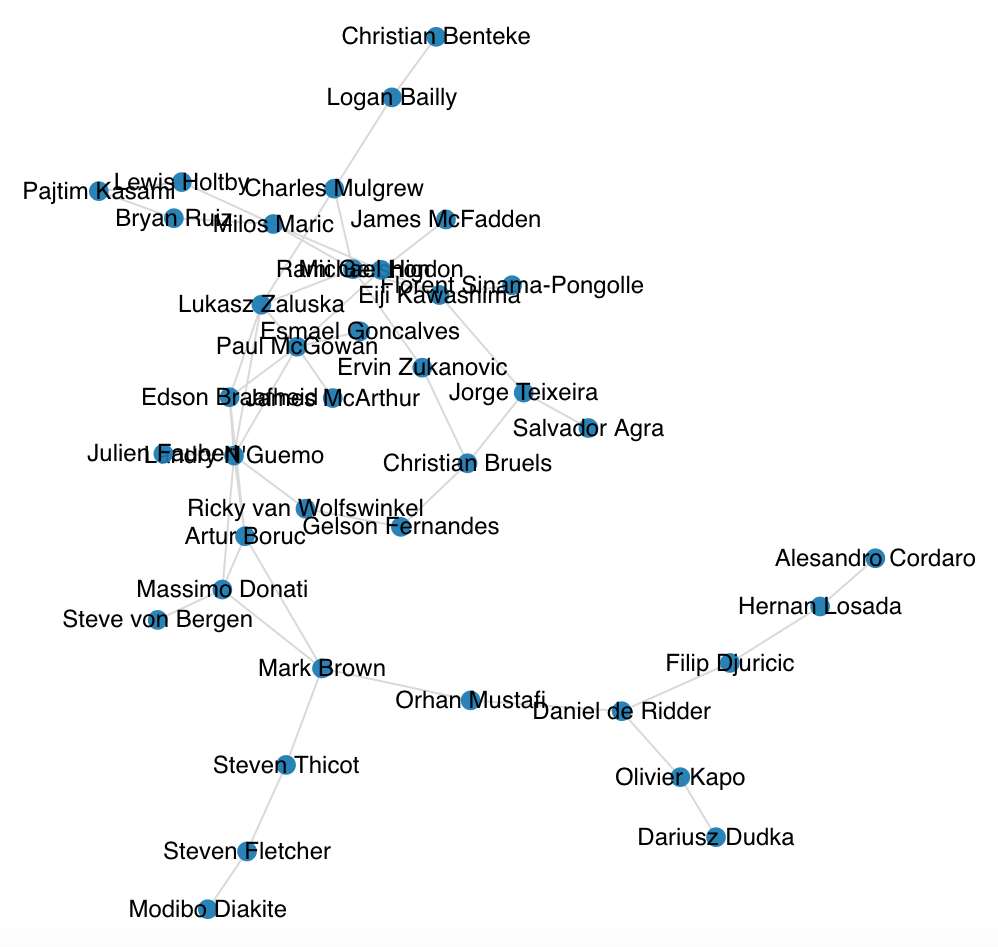 Christian Benteke
Logan Bailly
Lewis Holtby
Pajtim Kasami
Charles Mulgrew
Bryan Ruiz
James McFadden
Milos Maric
Rami Gershon
Michael Higdon
Florent Sinama-Pongolle
Eiji Kawashima
Lukasz Zaluska
Esmael Goncalves
Paul McGowan
Ervin Zukanovic
Jorge Teixeira
Edson Braafheid
James McArthur
Salvador Agra
Julien Faubert
Landry N'Guemo
Christian Bruels
Ricky van Wolfswinkel
Gelson Fernandes
Artur Boruc
Alesandro Cordaro
Massimo Donati
Hernan Losada
Steve von Bergen
Filip Djuricic
Mark Brown
Orhan Mustafi
Daniel de Ridder
Steven Thicot
Olivier Kapo
Dariusz Dudka
Steven Fletcher
Modibo Diakite